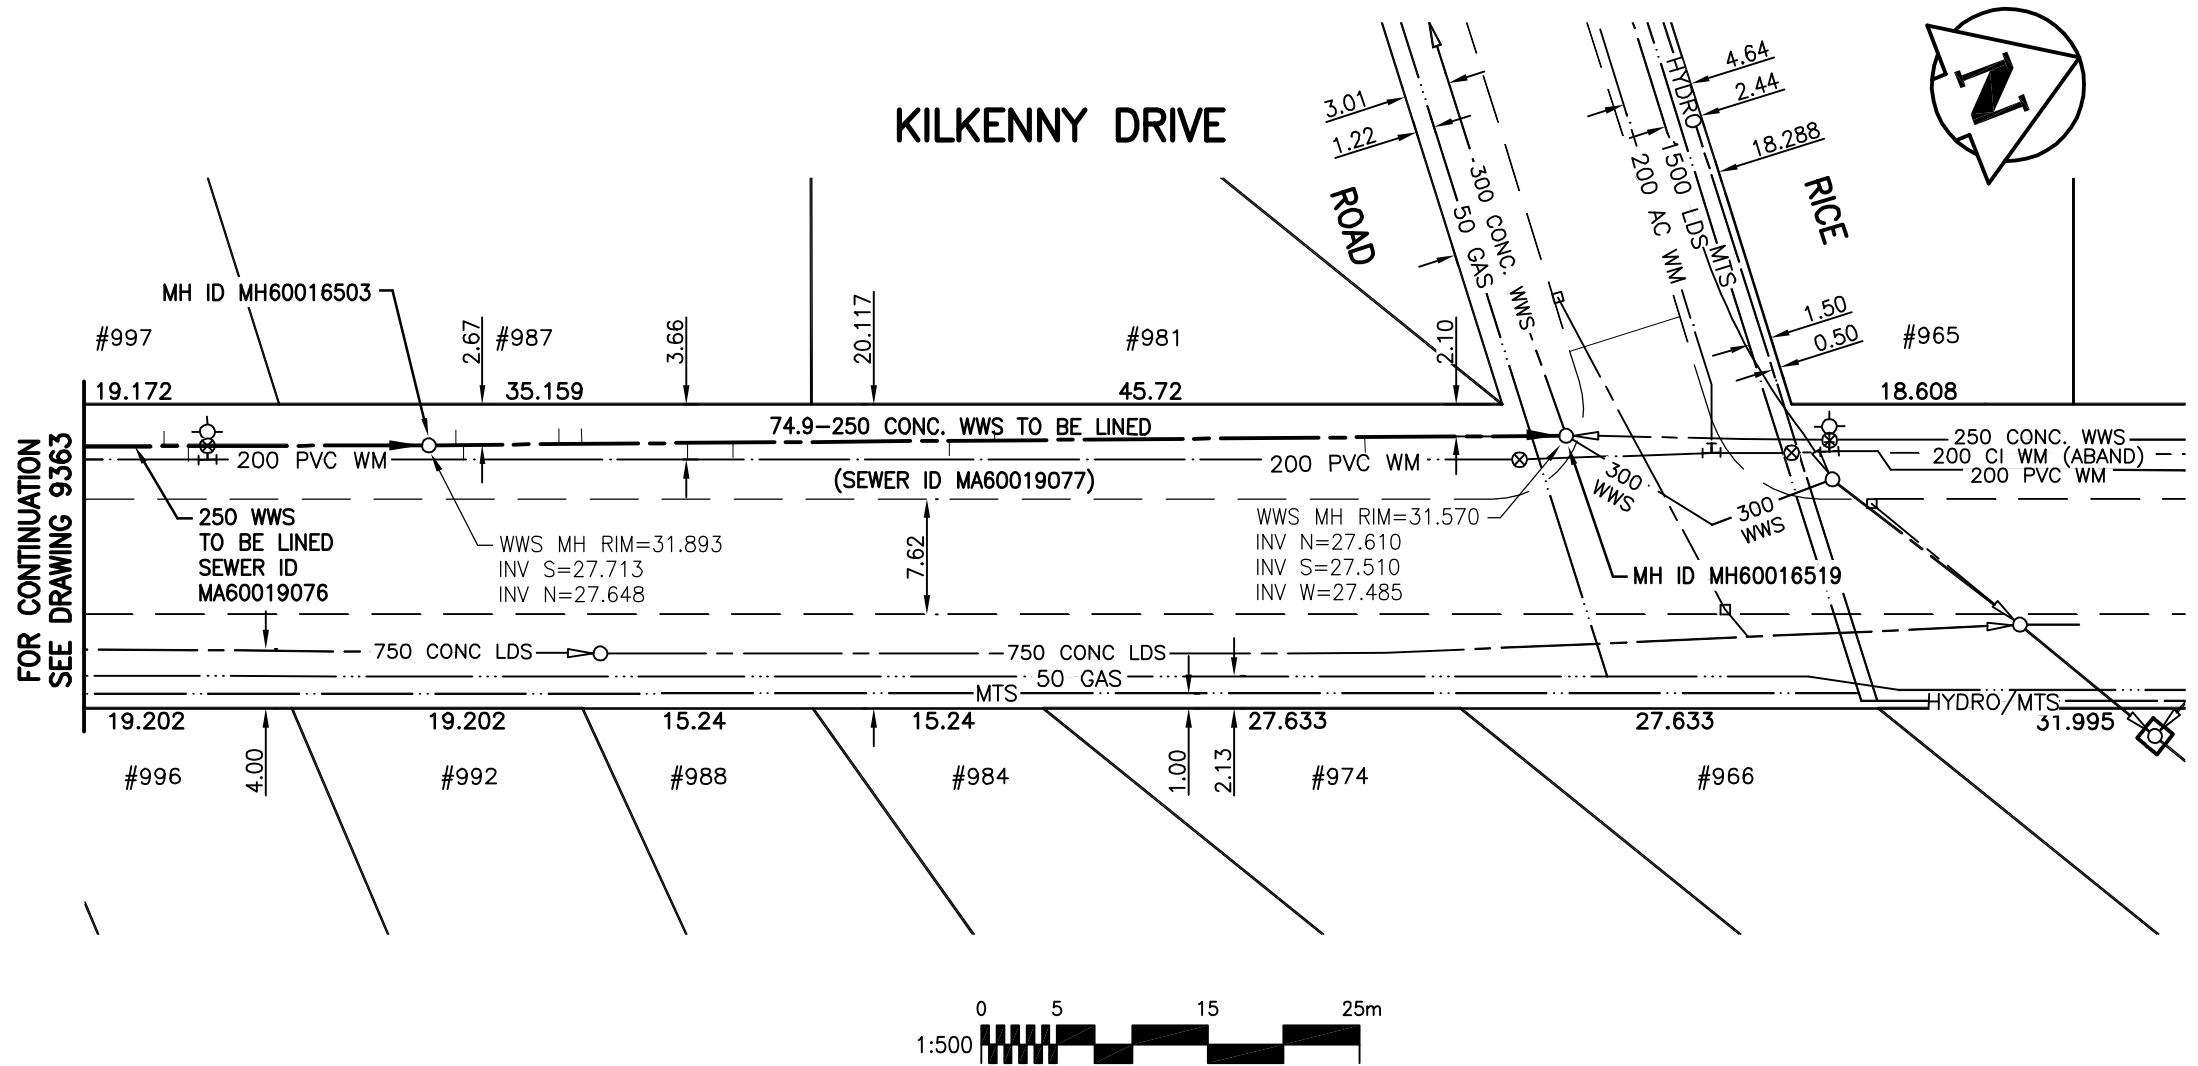 KILKENNY DRIVE
N
ROAD
RICE
3.01
1.22
HYDRO
4.64
2.44
18.288
300 CONC. WWS
50 GAS
200 AC WM
1500 LDS
MTS
1.50
0.50
MH ID MH60016503
#997
2.67
#987
3.66
20.117
#981
2.10
#965
19.172
35.159
45.72
18.608
74.9-250 CONC. WWS TO BE LINED
200 PVC WM
200 PVC WM
(SEWER ID MA60019077)
250 CONC. WWS
200 CI WM (ABAND)
200 PVC WM
300
WWS
300
WWS
FOR CONTINUATION
SEE DRAWING 9363
250 WWS
TO BE LINED
SEWER ID
MA60019076
WWS MH RIM=31.893
INV S=27.713
INV N=27.648
7.62
WWS MH RIM=31.570
INV N=27.610
INV S=27.510
INV W=27.485
MH ID MH60016519
750 CONC LDS
750 CONC LDS
50 GAS
MTS
HYDRO/MTS
19.202
19.202
15.24
15.24
27.633
27.633
31.995
#996
4.00
#992
#988
#984
1.00
2.13
#974
#966
0 5 15 25m
1:500